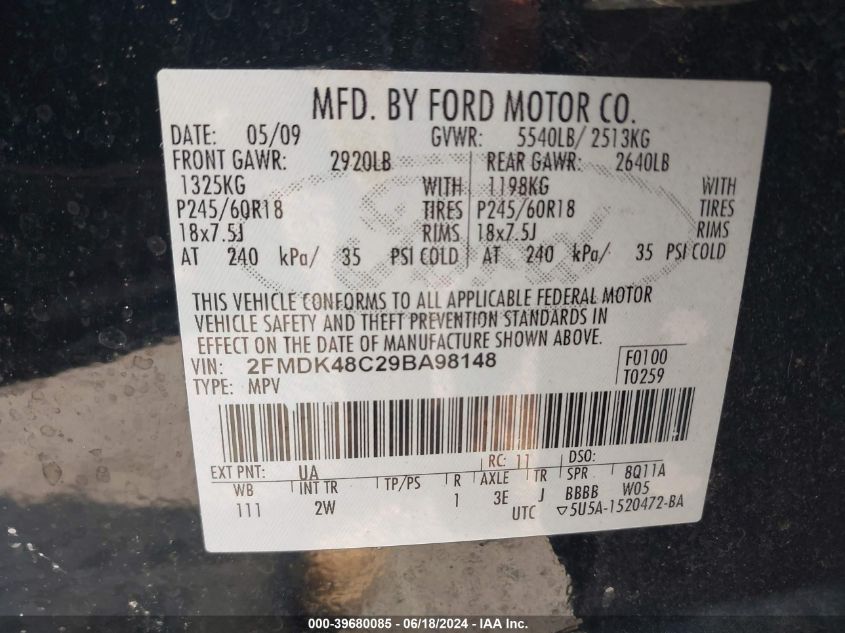 MFD. BY FORD MOTOR CO.
DATE: 05/09 GVWR: 5540LB/ 2513KG
FRONT GAWR: 2920LB REAR GAWR: 2640LB
1325KG WITH 1198KG WITH
P245/60R18 TIRES P245/60R18 TIRES
18x7.5J RIMS 18x7.5J RIMS
AT 240 kPa/ 35 PSI COLD AT 240 kPa/ 35 PSI COLD
THIS VEHICLE CONFORMS TO ALL APPLICABLE FEDERAL MOTOR
VEHICLE SAFETY AND THEFT PREVENTION STANDARDS IN
EFFECT ON THE DATE OF MANUFACTURE SHOWN ABOVE.
VIN: 2FMDK48C29BA98148 F0100
TYPE: MPV T0259
EXT PNT: UA RC: 11 DSO:
WB INT TR TP/PS R AXLE TR SPR 8Q11A
111 2W 1 3E J BBBB W05
UTC ▽5U5A-1520472-BA
000-39680085 - 06/18/2024 - IAAI.com